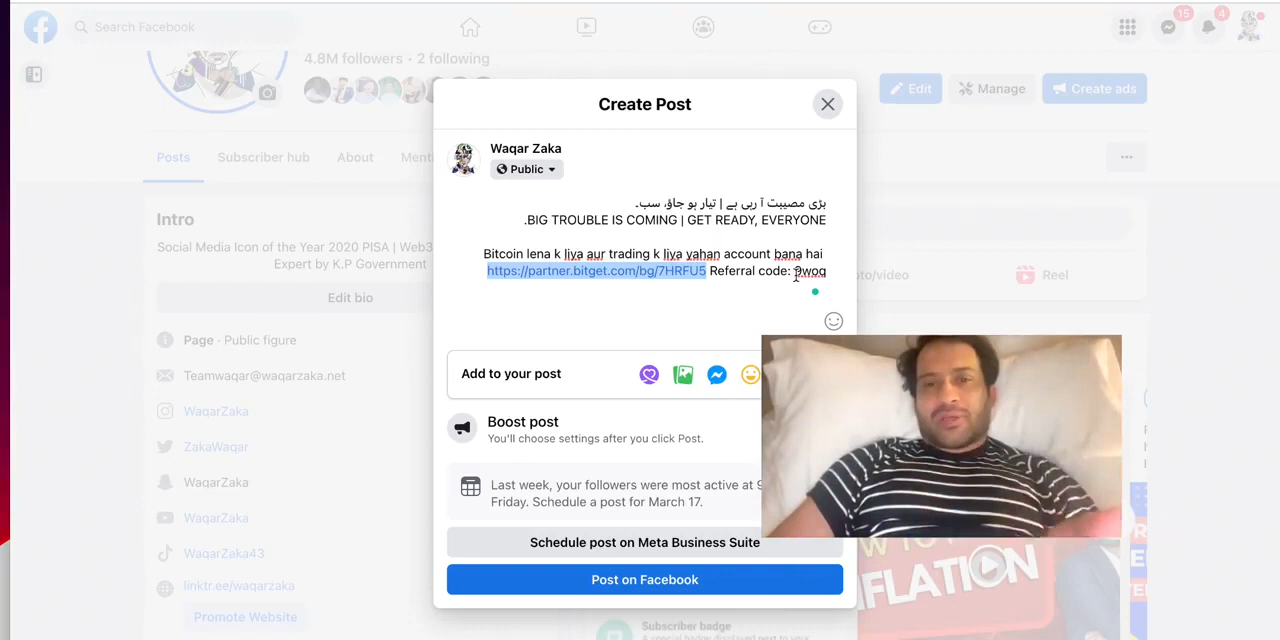 Search Facebook
15
4
4.8M followers • 2 following
Edit
Manage
Create ads
Create Post
Posts
Subscriber hub
About
Waqar Zaka
Public
Intro
Social Media Icon of the Year 2020 PISA | Web3
Expert by K.P Government
Edit bio
Page · Public figure
Teamwaqar@waqarzaka.net
WaqarZaka
ZakaWaqar
WaqarZaka
WaqarZaka
WaqarZaka43
linktr.ee/waqarzaka
Promote Website
بڑی مصیبت آ رہی ہے | تیار ہو جاؤ، سب۔
.BIG TROUBLE IS COMING | GET READY, EVERYONE
Bitcoin lena k liya aur trading k liya yahan account bana hai
https://partner.bitget.com/bg/7HRFU5 Referral code: 9woq
Add to your post
Boost post
You'll choose settings after you click Post.
Last week, your followers were most active at
Friday. Schedule a post for March 17.
Schedule post on Meta Business Suite
Post on Facebook
Reel
Subscriber badge